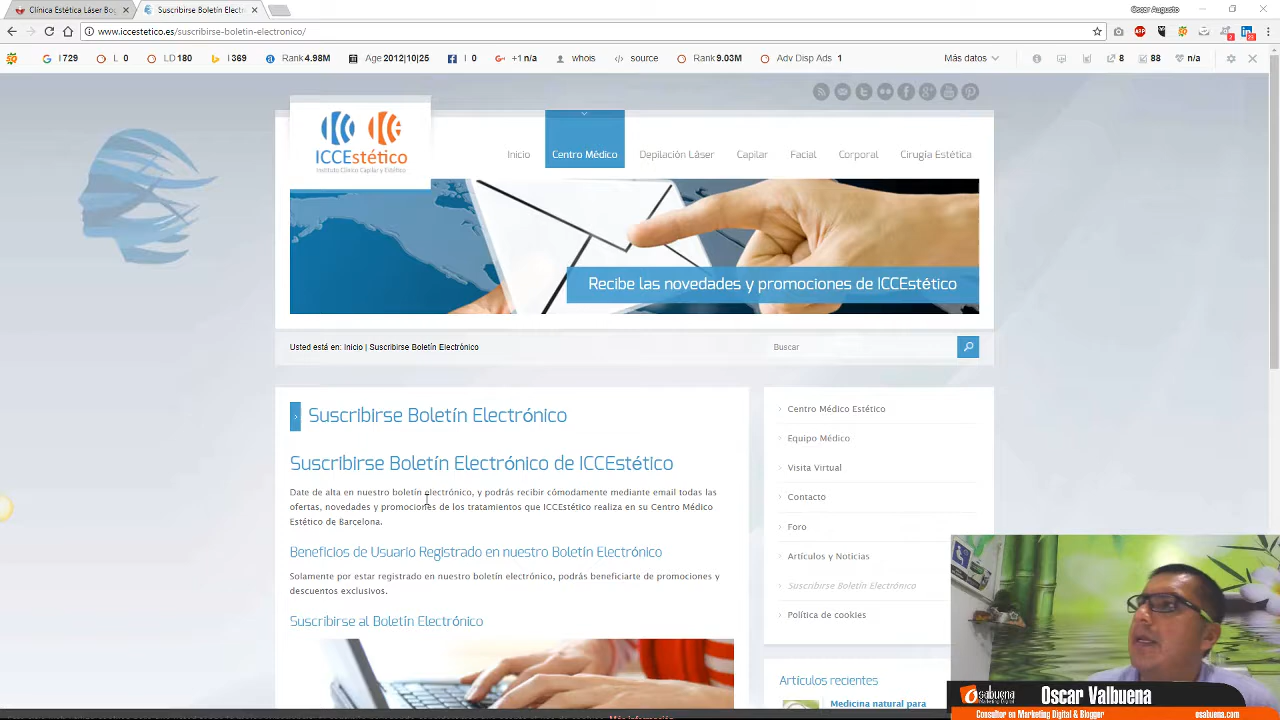 Clínica Estética Láser Bog
Suscribirse Boletín Electr
Oscar Augusto
www.iccestetico.es/suscribirse-boletin-electronico/
I 729 L 0 LD 180 I 369 Rank 4.98M Age 2012|10|25 I 0 +1 n/a whois source Rank 9.03M Adv Disp Ads 1 Más datos 8 88 n/a
ICCEstético
Instituto Clínico Capilar y Estético
Inicio Centro Médico Depilación Láser Capilar Facial Corporal Cirugía Estética
Recibe las novedades y promociones de ICCEstético
Usted está en: Inicio | Suscribirse Boletín Electrónico
Buscar
Suscribirse Boletín Electrónico
Suscribirse Boletín Electrónico de ICCEstético
Date de alta en nuestro boletín electrónico, y podrás recibir cómodamente mediante email todas las
ofertas, novedades y promociones de los tratamientos que ICCEstético realiza en su Centro Médico
Estético de Barcelona.
Beneficios de Usuario Registrado en nuestro Boletín Electrónico
Solamente por estar registrado en nuestro boletín electrónico, podrás beneficiarte de promociones y
descuentos exclusivos.
Suscribirse al Boletín Electrónico
Centro Médico Estético
Equipo Médico
Visita Virtual
Contacto
Foro
Artículos y Noticias
Suscribirse Boletín Electrónico
Política de cookies
Artículos recientes
Medicina natural para
osabuena
Marketing Digital
Oscar Valbuena
Consultor en Marketing Digital & Blogger
osabuena.com